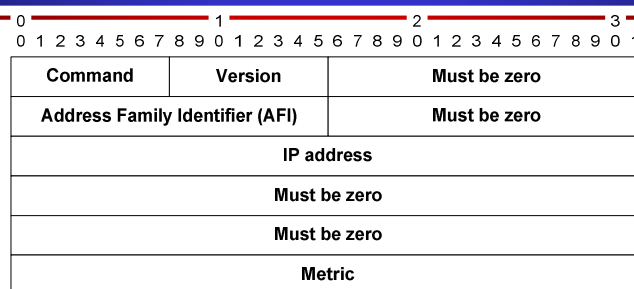 0 1 2 3
0 1 2 3 4 5 6 7 8 9 0 1 2 3 4 5 6 7 8 9 0 1 2 3 4 5 6 7 8 9 0 1
Command Version Must be zero
Address Family Identifier (AFI) Must be zero
IP address
Must be zero
Must be zero
Metric